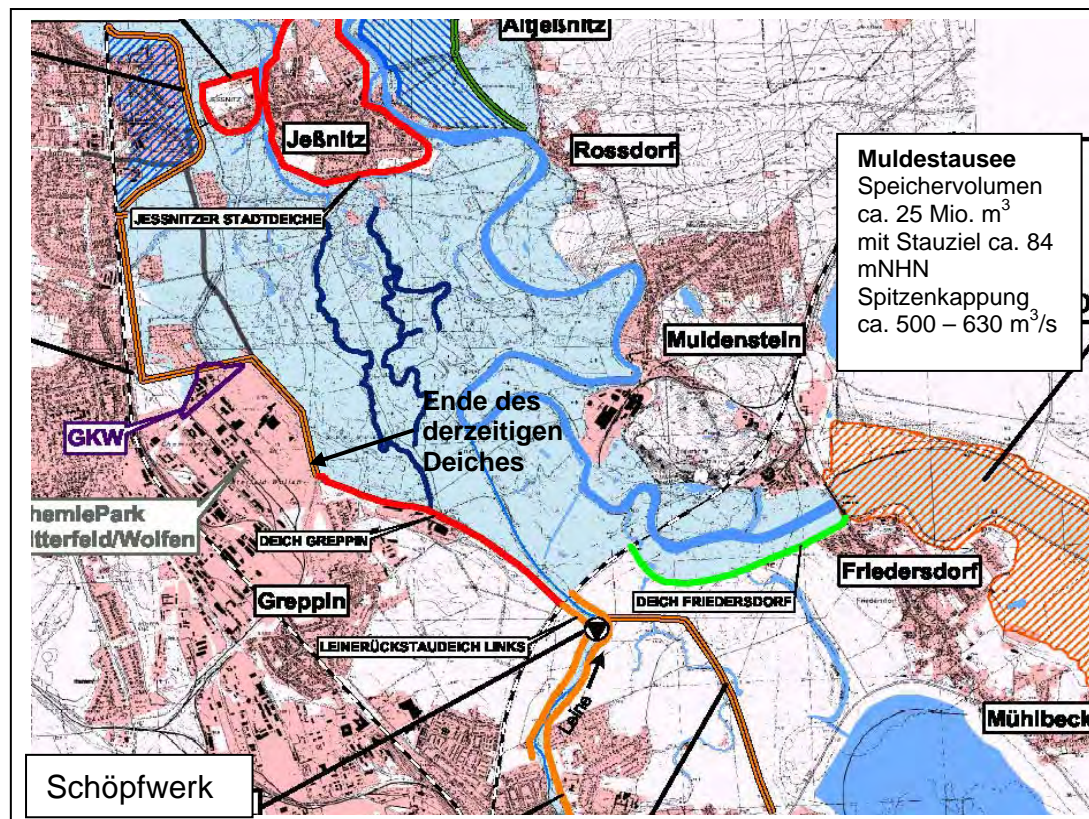 Altjeßnitz
JESSNITZ
Jeßnitz
Rossdorf
Muldestausee
Speichervolumen
ca. 25 Mio. m³
mit Stauziel ca. 84
mNHN
Spitzenkappung
ca. 500 – 630 m³/s
JESSNITZER STADTDEICHE
Muldenstein
Ende des
derzeitigen
Deiches
GKW
hemiePark
itterfeld/Wolfen
DEICH GREPPIN
Friedersdorf
DEICH FRIEDERSDORF
Greppin
LEINERÜCKSTAUDEICH LINKS
Leine
Mühlbeck
Schöpfwerk